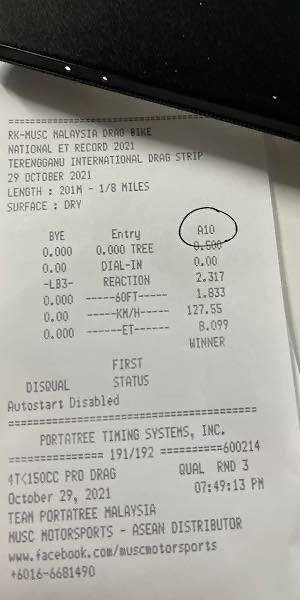 ==========================================
RK-MUSC MALAYSIA DRAG BIKE
NATIONAL ET RECORD 2021
TERENGGANU INTERNATIONAL DRAG STRIP
29 OCTOBER 2021
LENGTH : 201M - 1/8 MILES
SURFACE : DRY
BYE Entry A10
0.000 0.000 TREE 0.500
0.00 DIAL-IN 0.00
-LB3- REACTION 2.317
0.000 -----60FT----- 1.833
0.00 -----KM/H----- 127.55
0.000 ------ET------ 8.099
WINNER
FIRST
DISQUAL STATUS
Autostart Disabled
==========================================
PORTATREE TIMING SYSTEMS, INC.
=============== 191/192 ==========600214
4T<150CC PRO DRAG QUAL RND 3
October 29, 2021 07:49:13 PM
TEAM PORTATREE MALAYSIA
MUSC MOTORSPORTS - ASEAN DISTRIBUTOR
www.facebook.com/muscmotorsports
+6016-6681490